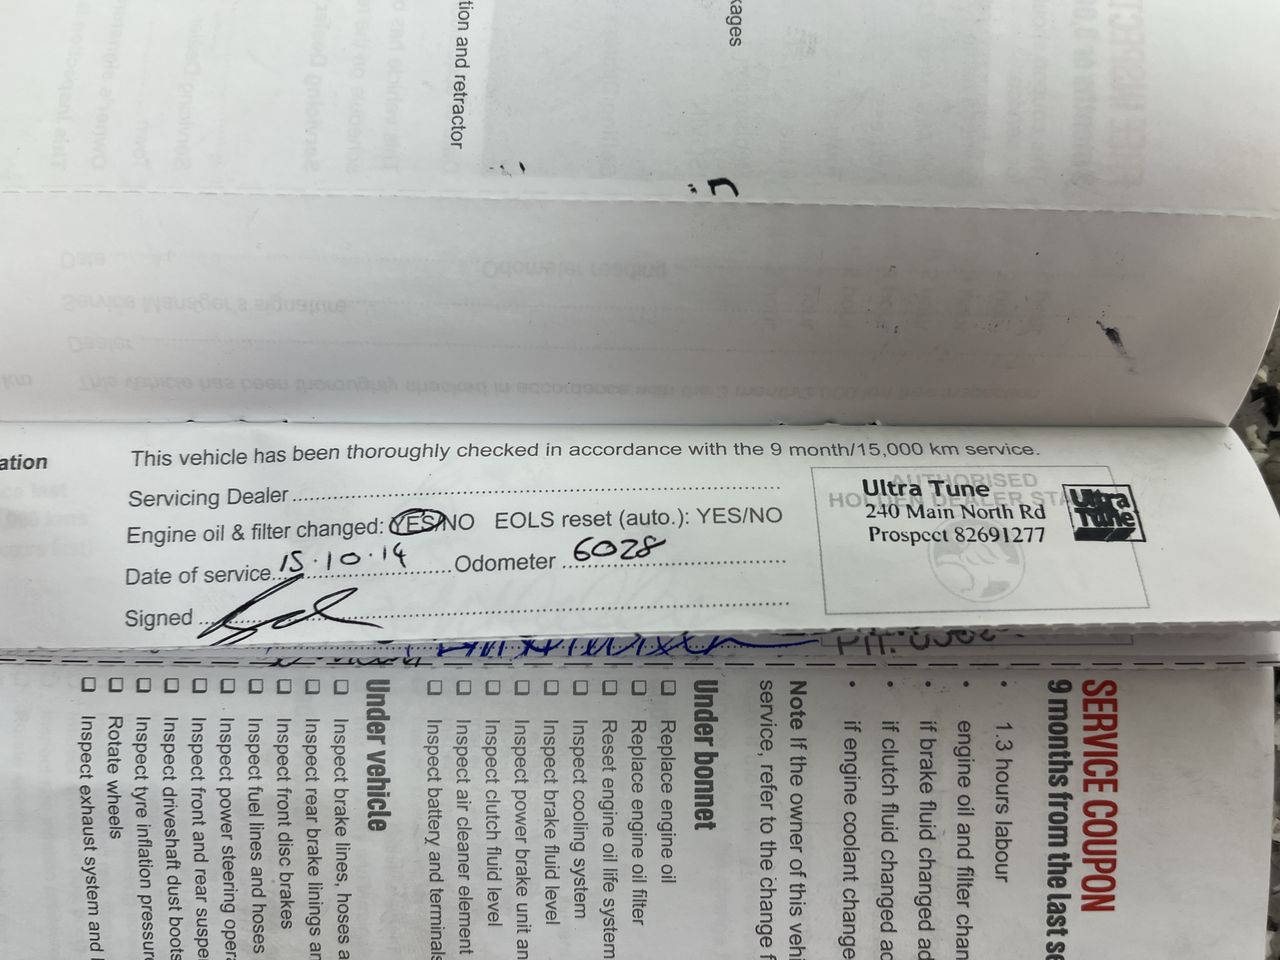 tion and retractor
kages
ation
This vehicle has been thoroughly checked in accordance with the 9 month/15,000 km service.
Servicing Dealer
Engine oil & filter changed: YES/NO EOLS reset (auto.): YES/NO
Date of service 15.10.14 Odometer 6028
Signed
AUTHORISED
HOLDEN DEALER STA
Ultra Tune
240 Main North Rd
Prospect 82691277
Ultra
Tune
SERVICE COUPON
9 months from the last se
• 1.3 hours labour
• engine oil and filter chan
• if brake fluid changed ad
• if clutch fluid changed ad
• if engine coolant change
Note If the owner of this vehi
service, refer to the change f
Under bonnet
Replace engine oil
Replace engine oil filter
Reset engine oil life system
Inspect cooling system
Inspect brake fluid level
Inspect power brake unit an
Inspect clutch fluid level
Inspect air cleaner element
Inspect battery and terminals
Under vehicle
Inspect brake lines, hoses a
Inspect rear brake linings an
Inspect front disc brakes
Inspect fuel lines and hoses
Inspect power steering opera
Inspect front and rear suspe
Inspect driveshaft dust boots
Inspect tyre inflation pressure
Rotate wheels
Inspect exhaust system and